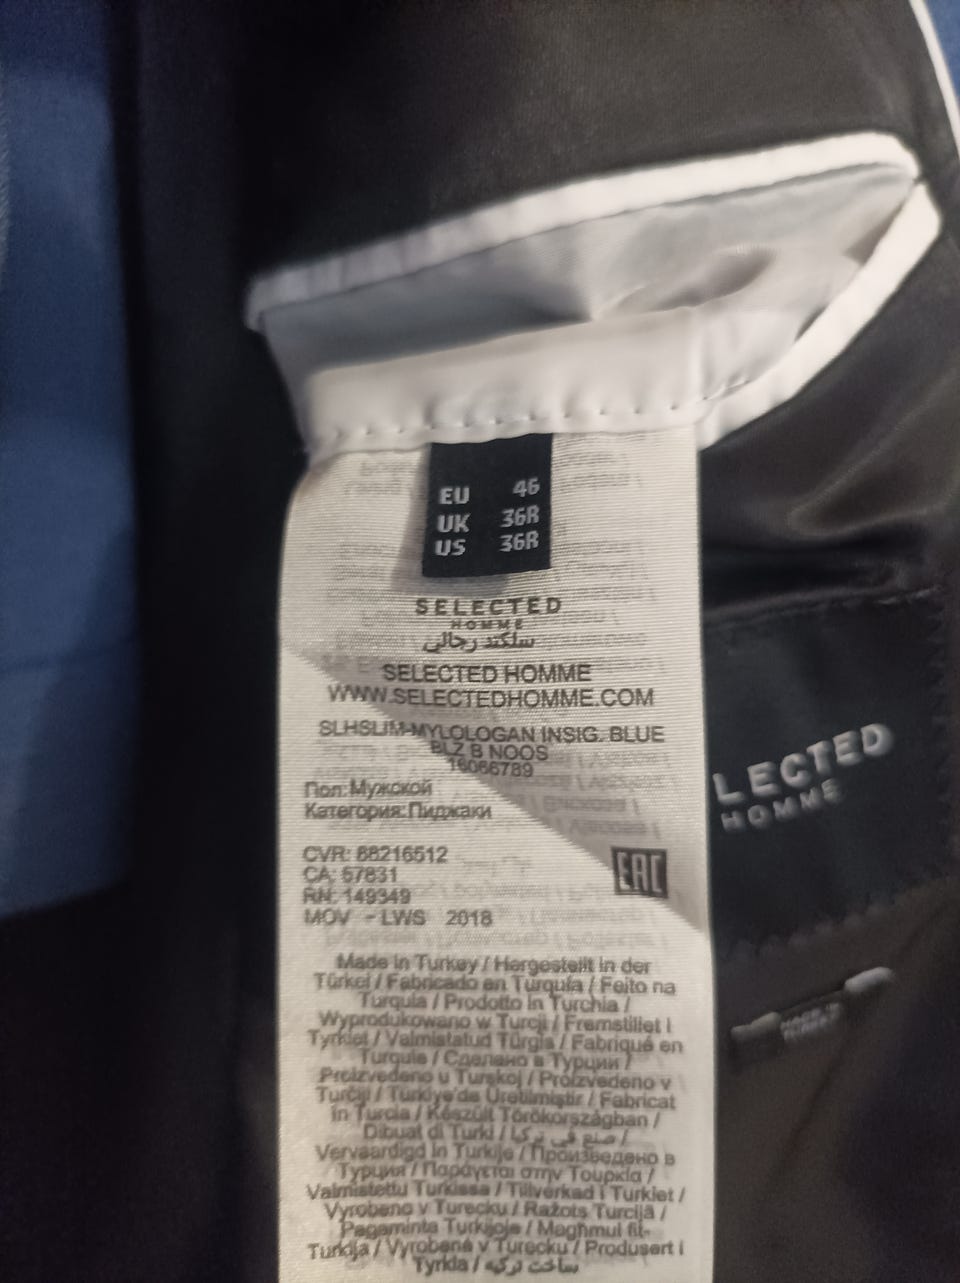 EU 46
UK 36R
US 36R
SELECTED
HOMME
سلكتد رجالي
SELECTED HOMME
WWW.SELECTEDHOMME.COM
SLHSLIM-MYLOLOGAN INSIG. BLUE
BLZ B NOOS
16066789
Пол:Мужской
Категория:Пиджаки
CVR: 88216512
CA: 57831
RN: 149349
MOV - LWS 2018
EAC
Made in Turkey / Hergestellt in der
Türkei / Fabricado en Turquía / Feito na
Turquia / Prodotto in Turchia /
Wyprodukowano w Turcji / Fremstillet i
Tyrkiet / Valmistatud Türgis / Fabriqué en
Turquie / Сделано в Турции /
Proizvedeno u Turskoj / Proizvedeno v
Turčiji / Türkiye'de Üretilmiştir / Fabricat
în Turcia / Készült Törökországban /
Dibuat di Turki / صنع في تركيا /
Vervaardigd in Turkije / Произведено в
Турция / Παράγεται στην Τουρκία /
Valmistettu Turkissa / Tillverkad i Turkiet /
Vyrobeno v Turecku / Ražots Turcijā /
Pagaminta Turkijoje / Magħmul fit-
Turkija / Vyrobené v Turecku / Produsert i
Tyrkia / ساخت ترکیه
LECTED
HOMME